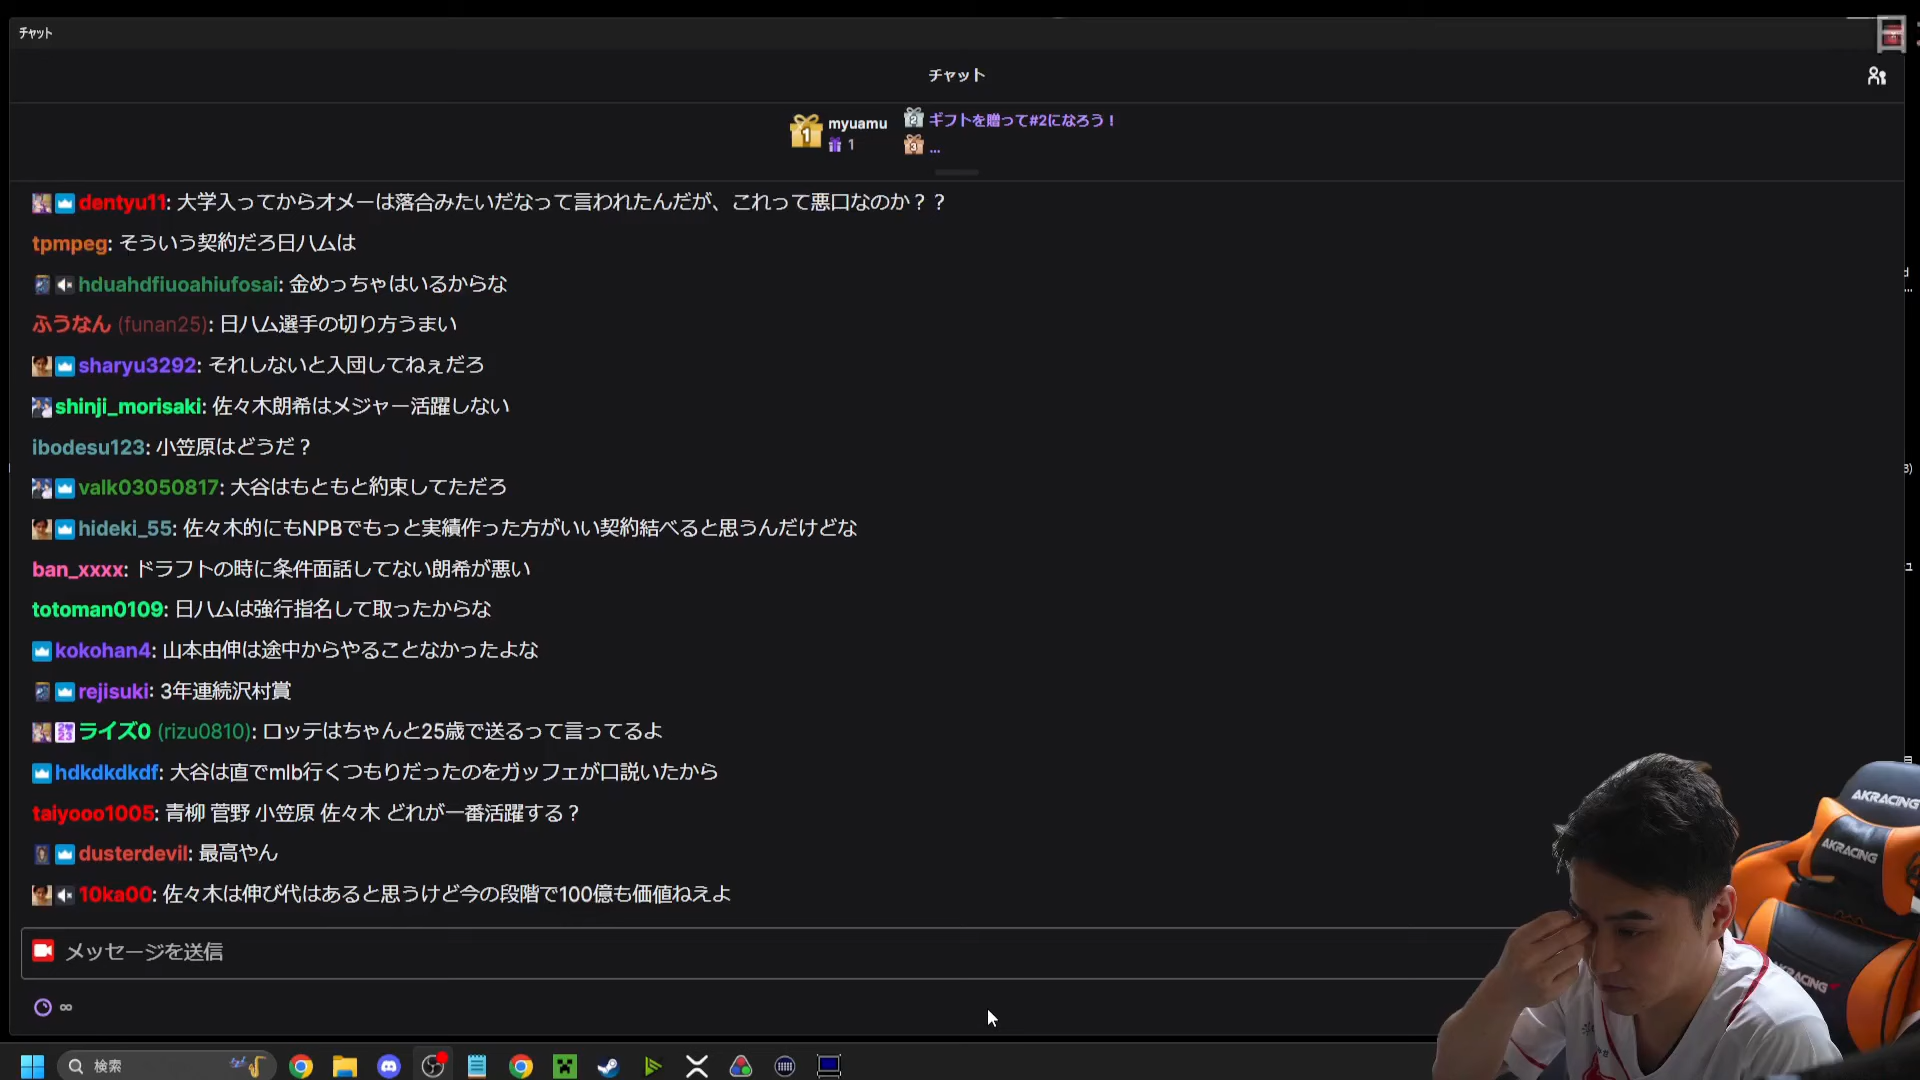 チャット
チャット
1 myuamu
1
2 ギフトを贈って#2になろう！
3 ...
dentyu11: 大学入ってからオメーは落合みたいだなって言われたんだが、これって悪口なのか？？
tpmpeg: そういう契約だろ日ハムは
hduahdfiuoahiufosai: 金めっちゃはいるからな
ふうなん (funan25): 日ハム選手の切り方うまい
sharyu3292: それしないと入団してねぇだろ
shinji_morisaki: 佐々木朗希はメジャー活躍しない
ibodesu123: 小笠原はどうだ？
valk03050817: 大谷はもともと約束してただろ
hideki_55: 佐々木的にもNPBでもっと実績作った方がいい契約結べると思うんだけどな
ban_xxxx: ドラフトの時に条件面話してない朗希が悪い
totoman0109: 日ハムは強行指名して取ったからな
kokohan4: 山本由伸は途中からやることなかったよな
rejisuki: 3年連続沢村賞
ライズ0 (rizu0810): ロッテはちゃんと25歳で送るって言ってるよ
hdkdkdkdf: 大谷は直でmlb行くつもりだったのをガッフェが口説いたから
taiyooo1005: 青柳 菅野 小笠原 佐々木 どれが一番活躍する？
dusterdevil: 最高やん
10ka00: 佐々木は伸び代はあると思うけど今の段階で100億も価値ねえよ
メッセージを送信
∞
検索
AKRACING
AKRACING
AKRACING